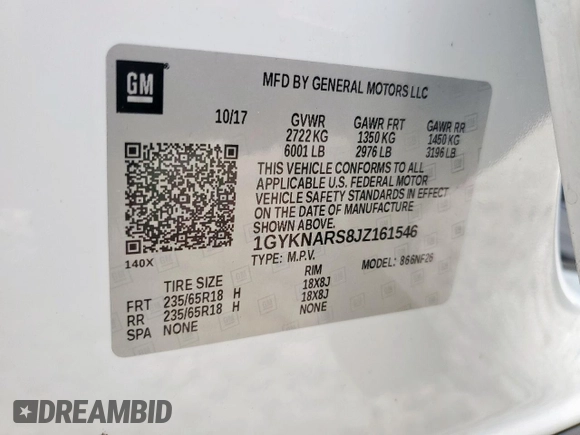 GM
MFD BY GENERAL MOTORS LLC
10/17 GVWR GAWR FRT GAWR RR
2722 KG 1350 KG 1450 KG
6001 LB 2976 LB 3196 LB
THIS VEHICLE CONFORMS TO ALL
APPLICABLE U.S. FEDERAL MOTOR
VEHICLE SAFETY STANDARDS IN EFFECT
ON THE DATE OF MANUFACTURE
SHOWN ABOVE.
1GYKNARS8JZ161546
140X TYPE: M.P.V. MODEL: 866NF26
TIRE SIZE RIM
FRT 235/65R18 H 18X8J
RR 235/65R18 H 18X8J
SPA NONE NONE
DREAMBID